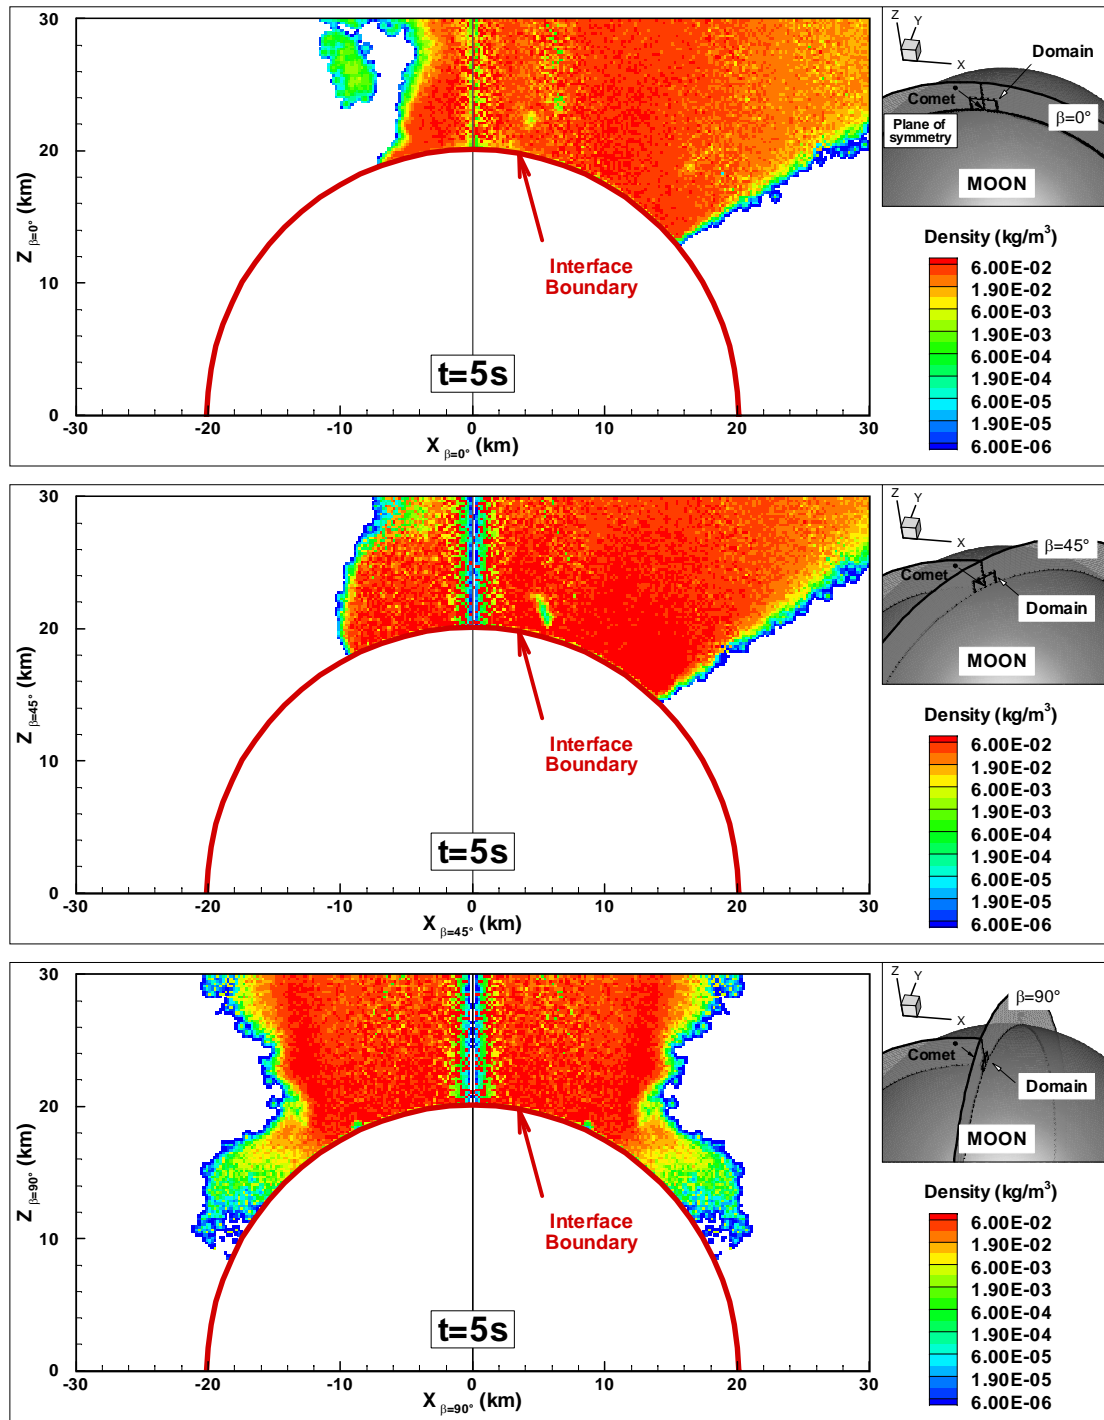 30
20
10
0
Z β=0° (km)
-30 -20 -10 0 10 20 30
X β=0° (km)
Interface
Boundary
t=5s
Z
Y
X
Domain
Comet
β=0°
Plane of
symmetry
MOON
Density (kg/m³)
6.00E-02
1.90E-02
6.00E-03
1.90E-03
6.00E-04
1.90E-04
6.00E-05
1.90E-05
6.00E-06
30
20
10
0
Z β=45° (km)
-30 -20 -10 0 10 20 30
X β=45° (km)
Interface
Boundary
t=5s
Z
Y
X
β=45°
Comet
Domain
MOON
Density (kg/m³)
6.00E-02
1.90E-02
6.00E-03
1.90E-03
6.00E-04
1.90E-04
6.00E-05
1.90E-05
6.00E-06
30
20
10
0
Z β=90° (km)
-30 -20 -10 0 10 20 30
X β=90° (km)
Interface
Boundary
t=5s
Z
Y
X
β=90°
Comet
Domain
MOON
Density (kg/m³)
6.00E-02
1.90E-02
6.00E-03
1.90E-03
6.00E-04
1.90E-04
6.00E-05
1.90E-05
6.00E-06